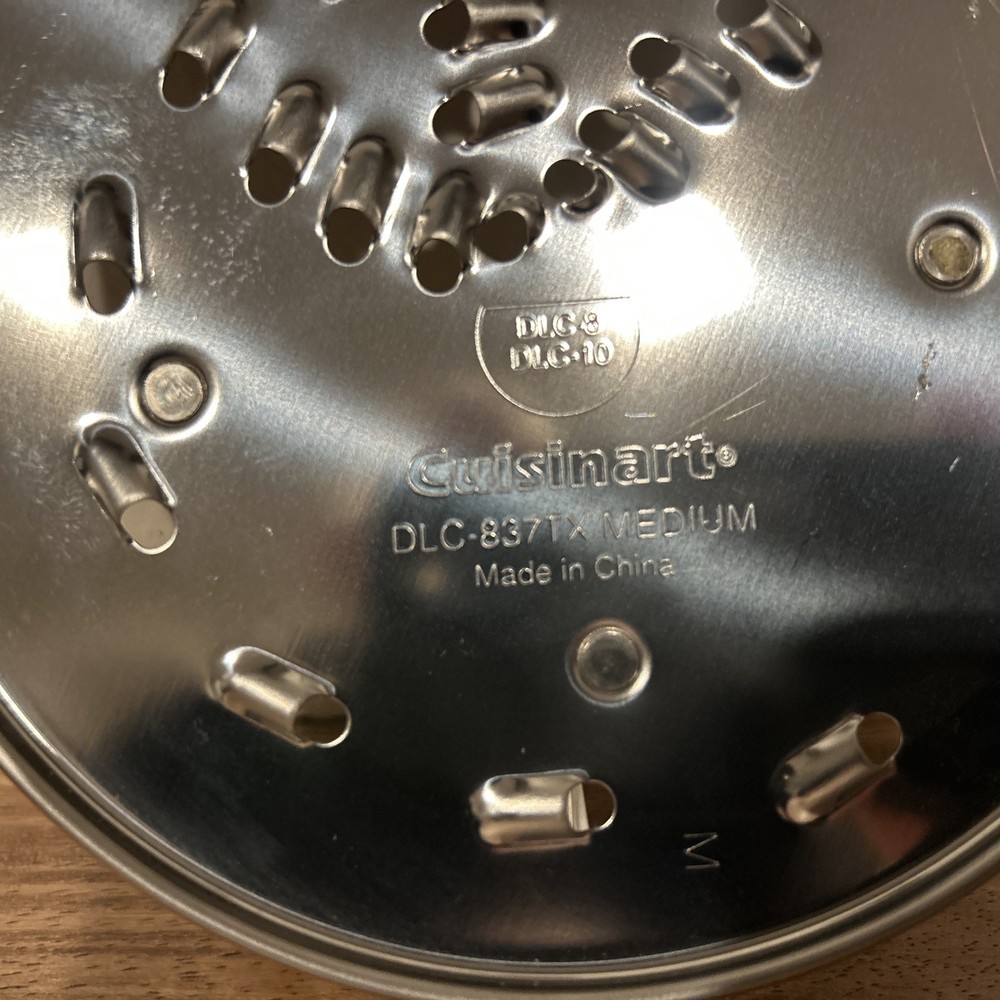 DLC-8
DLC-10
Cuisinart®
DLC-837TX MEDIUM
Made in China
M